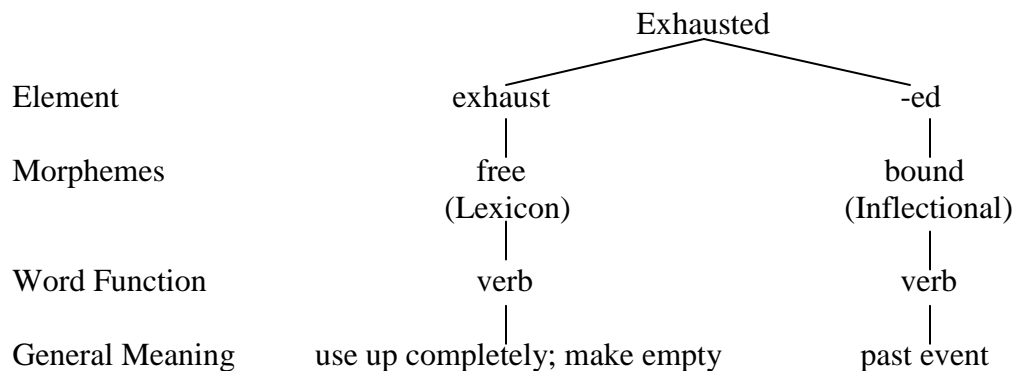 Exhausted
Element exhaust -ed
Morphemes free bound
(Lexicon) (Inflectional)
Word Function verb verb
General Meaning use up completely; make empty past event